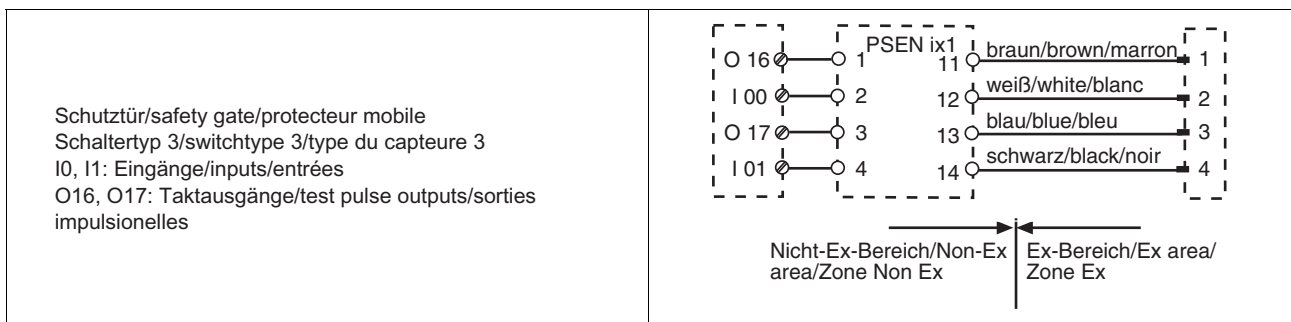 Schutztür/safety gate/protecteur mobile
Schaltertyp 3/switchtype 3/type du capteure 3
I0, I1: Eingänge/inputs/entrées
O16, O17: Taktausgänge/test pulse outputs/sorties
impulsionelles
PSEN ix1
O 16 1 11 braun/brown/marron 1
I 00 2 12 weiß/white/blanc 2
O 17 3 13 blau/blue/bleu 3
I 01 4 14 schwarz/black/noir 4
Nicht-Ex-Bereich/Non-Ex
area/Zone Non Ex
Ex-Bereich/Ex area/
Zone Ex